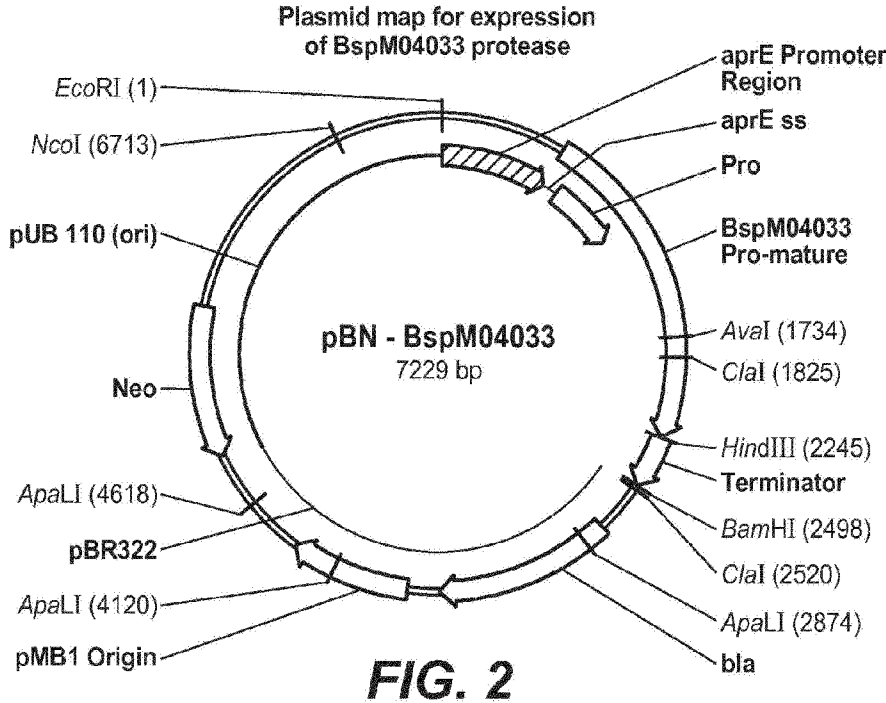 Plasmid map for expression
of BspM04033 protease
EcoRI (1)
NcoI (6713)
pUB 110 (ori)
Neo
ApaLI (4618)
pBR322
ApaLI (4120)
pMB1 Origin
aprE Promoter
Region
aprE ss
Pro
BspM04033
Pro-mature
AvaI (1734)
ClaI (1825)
HindIII (2245)
Terminator
BamHI (2498)
ClaI (2520)
ApaLI (2874)
bla
pBN - BspM04033
7229 bp
FIG. 2